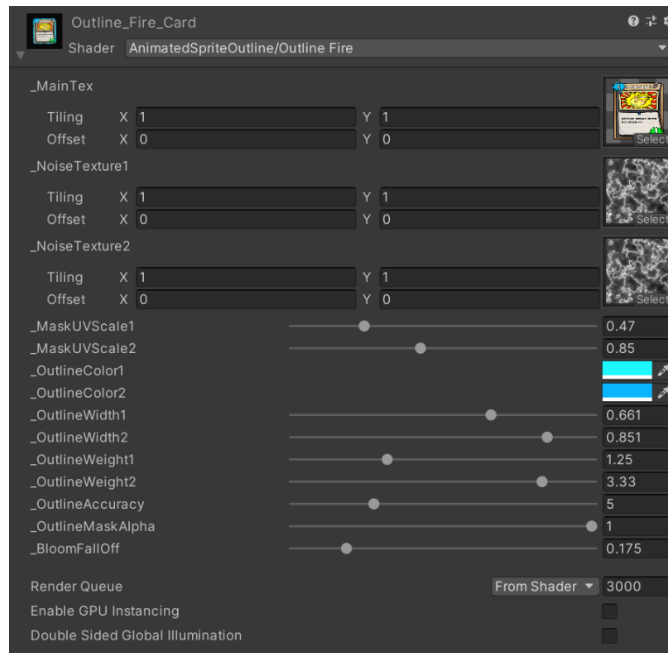 Outline_Fire_Card
Shader AnimatedSpriteOutline/Outline Fire
_MainTex
Tiling X 1 Y 1
Offset X 0 Y 0
Select
_NoiseTexture1
Tiling X 1 Y 1
Offset X 0 Y 0
Select
_NoiseTexture2
Tiling X 1 Y 1
Offset X 0 Y 0
Select
_MaskUVScale1 0.47
_MaskUVScale2 0.85
_OutlineColor1
_OutlineColor2
_OutlineWidth1 0.661
_OutlineWidth2 0.851
_OutlineWeight1 1.25
_OutlineWeight2 3.33
_OutlineAccuracy 5
_OutlineMaskAlpha 1
_BloomFallOff 0.175
Render Queue From Shader 3000
Enable GPU Instancing
Double Sided Global Illumination